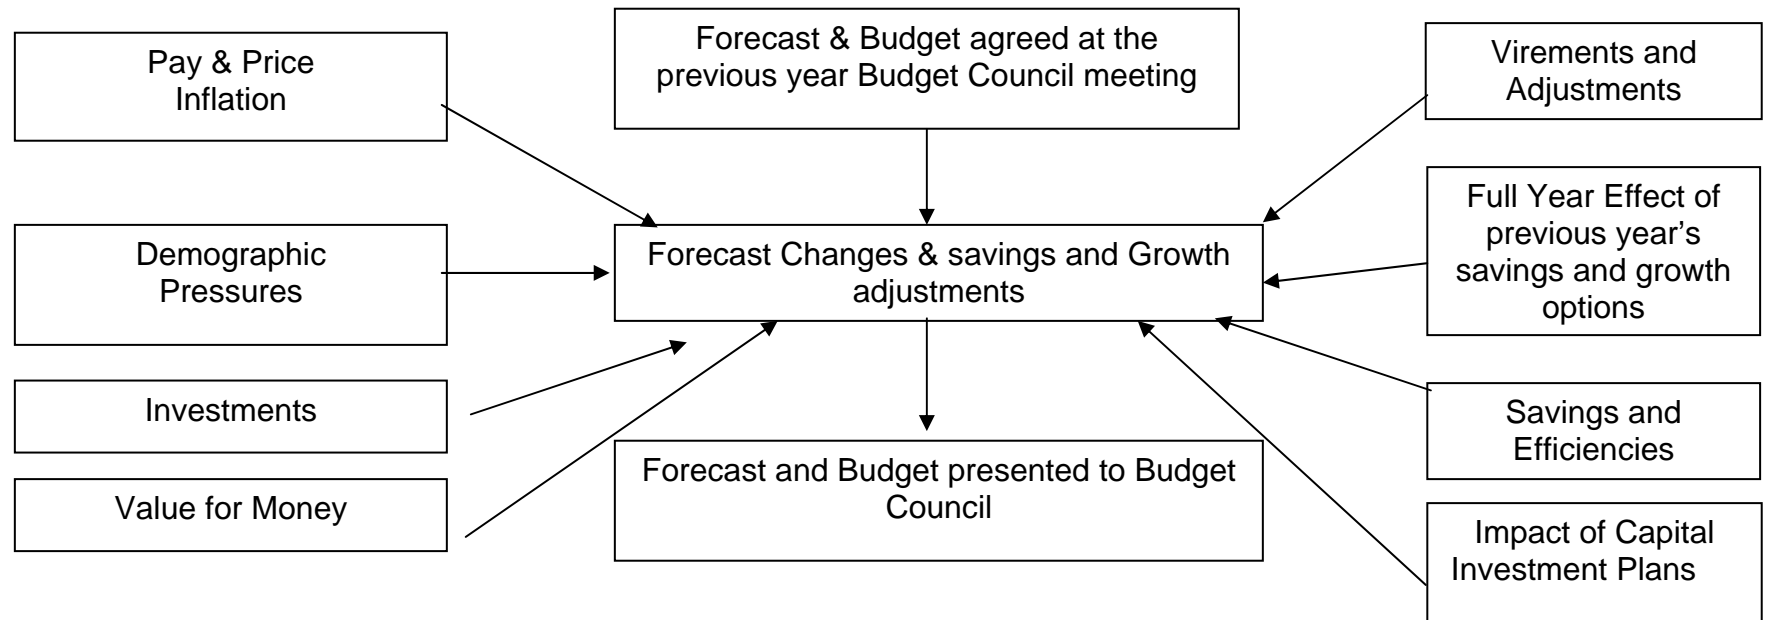 Pay & Price
Inflation
Forecast & Budget agreed at the
previous year Budget Council meeting
Virements and
Adjustments
Demographic
Pressures
Forecast Changes & savings and Growth
adjustments
Full Year Effect of
previous year’s
savings and growth
options
Investments
Value for Money
Forecast and Budget presented to Budget
Council
Savings and
Efficiencies
Impact of Capital
Investment Plans